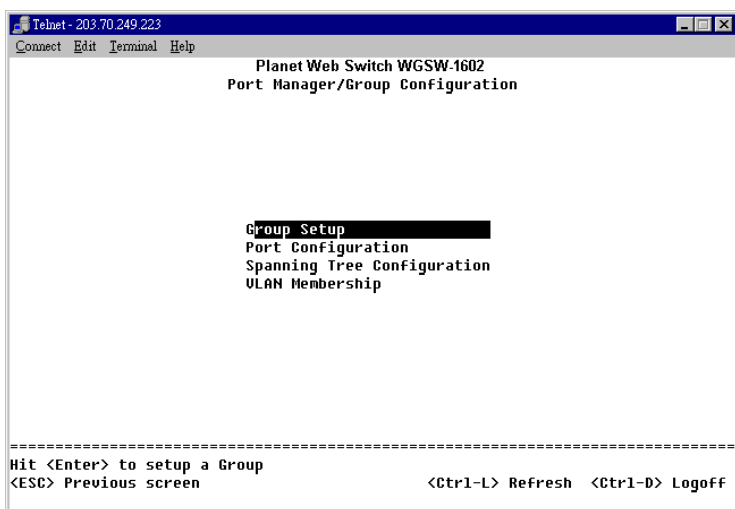 Telnet - 203.70.249.223
Connect Edit Terminal Help
Planet Web Switch WGSW-1602
Port Manager/Group Configuration
Group Setup
Port Configuration
Spanning Tree Configuration
VLAN Membership
================================================================================
Hit <Enter> to setup a Group
<ESC> Previous screen <Ctrl-L> Refresh <Ctrl-D> Logoff